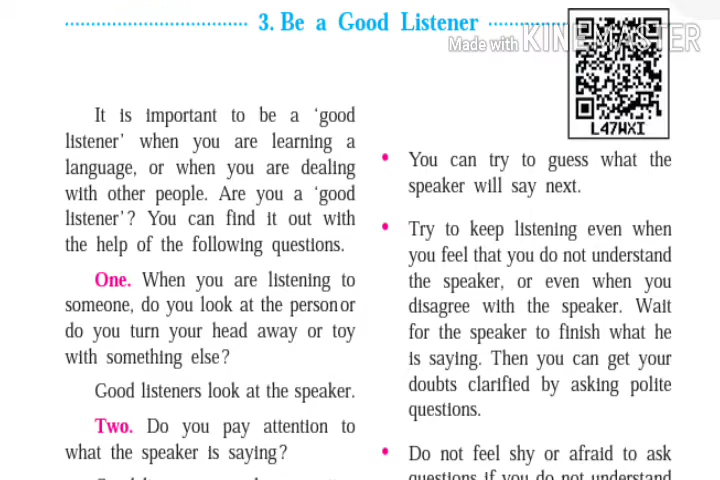 3. Be a Good Listener
Made with KINEMASTER
L47WXI
It is important to be a ‘good
listener’ when you are learning a
language, or when you are dealing
with other people. Are you a ‘good
listener’? You can find it out with
the help of the following questions.
One. When you are listening to
someone, do you look at the person or
do you turn your head away or toy
with something else?
Good listeners look at the speaker.
Two. Do you pay attention to
what the speaker is saying?
• You can try to guess what the
speaker will say next.
• Try to keep listening even when
you feel that you do not understand
the speaker, or even when you
disagree with the speaker. Wait
for the speaker to finish what he
is saying. Then you can get your
doubts clarified by asking polite
questions.
• Do not feel shy or afraid to ask
questions if you do not understand